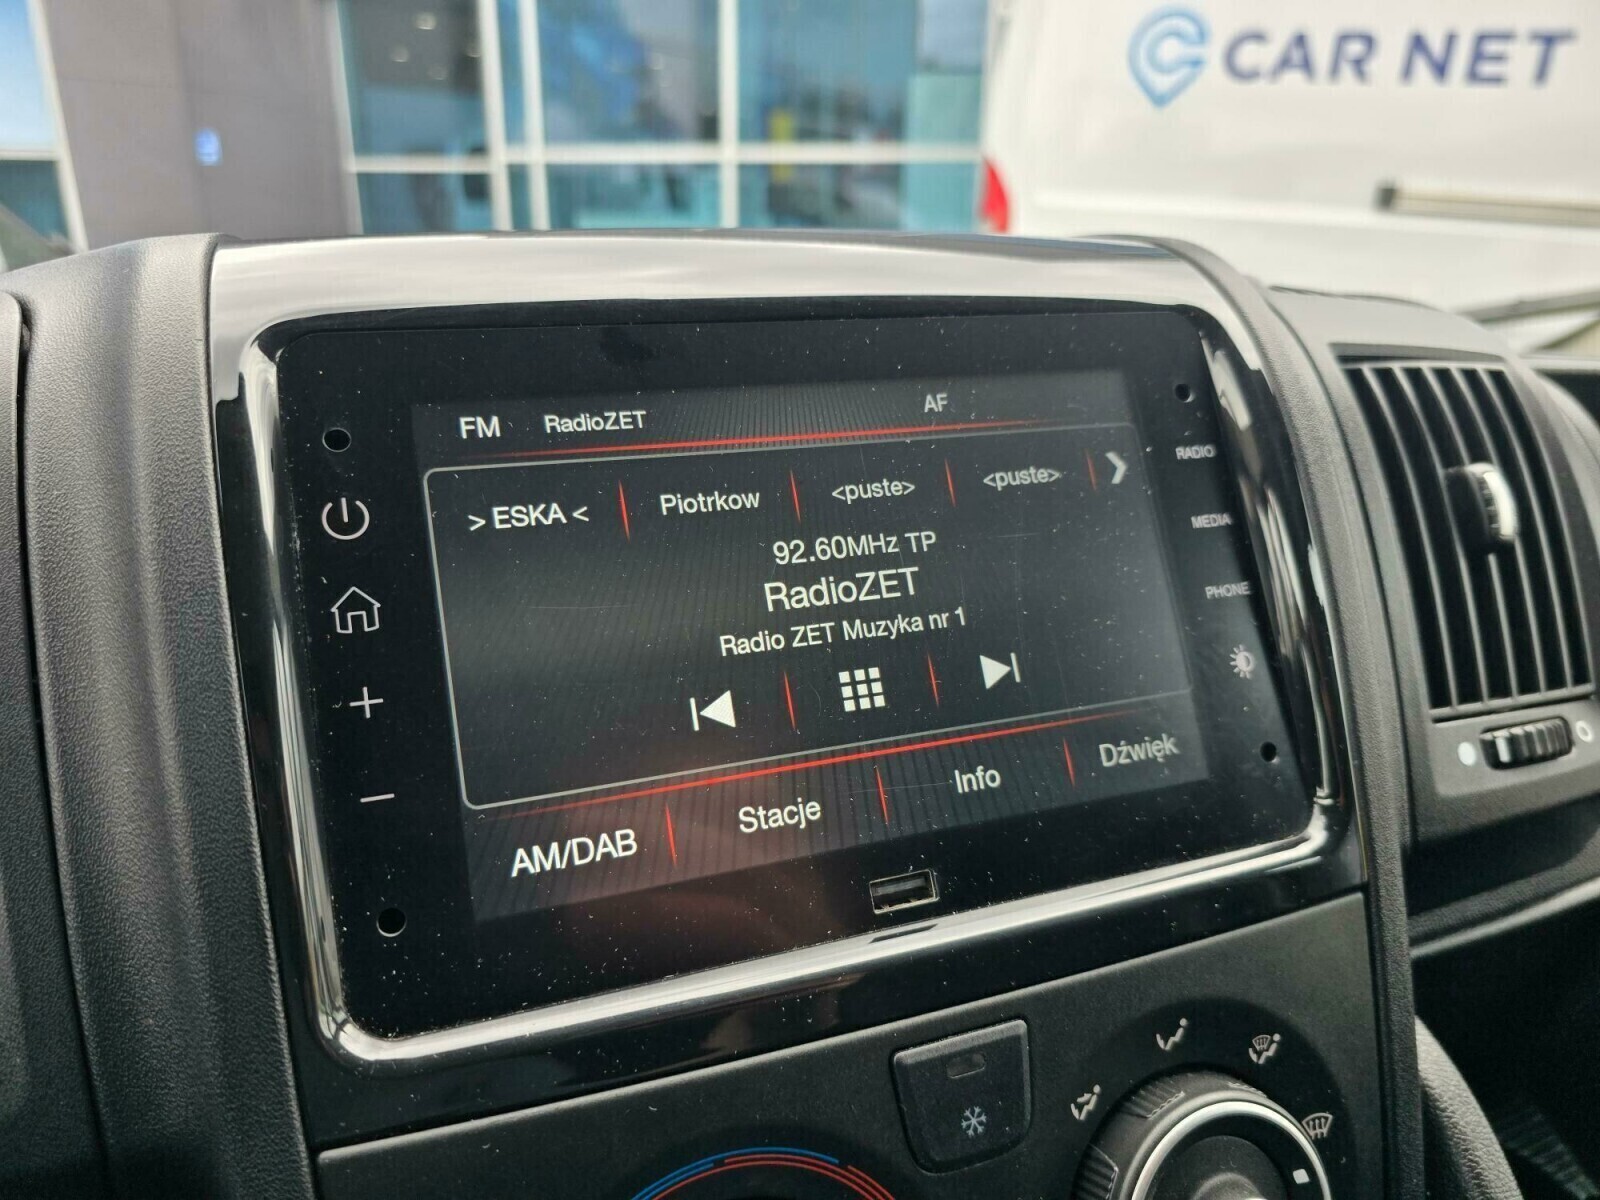 CAR NET
FM RadioZET AF
> ESKA < Piotrkow <puste> <puste>
92.60MHz TP
RadioZET
Radio ZET Muzyka nr 1
AM/DAB Stacje Info Dźwięk
RADIO
MEDIA
PHONE